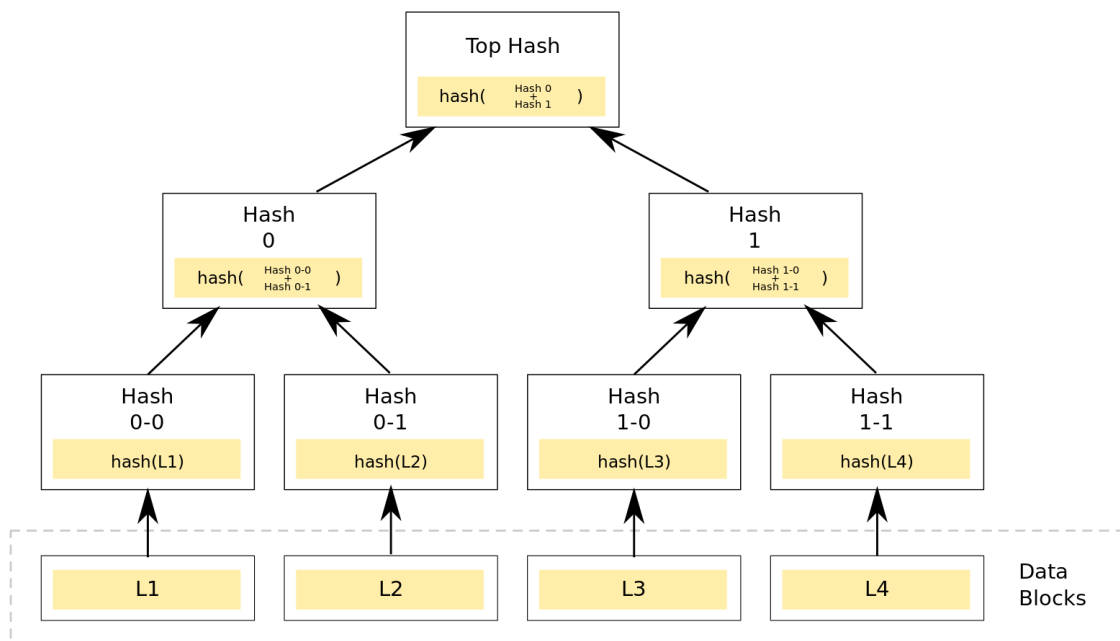 Top Hash
hash( Hash 0 + Hash 1 )
Hash
0
hash( Hash 0-0 + Hash 0-1 )
Hash
1
hash( Hash 1-0 + Hash 1-1 )
Hash
0-0
hash(L1)
Hash
0-1
hash(L2)
Hash
1-0
hash(L3)
Hash
1-1
hash(L4)
L1
L2
L3
L4
Data
Blocks